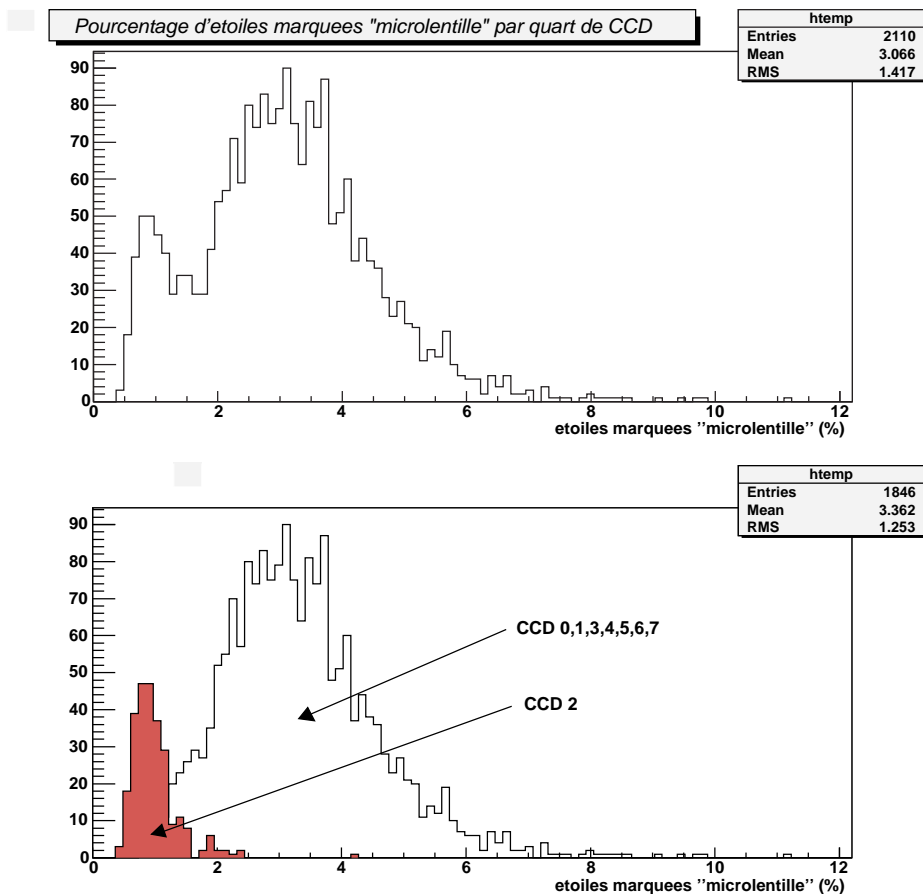 Pourcentage d'etoiles marquees "microlentille" par quart de CCD
htemp
Entries 2110
Mean 3.066
RMS 1.417
90
80
70
60
50
40
30
20
10
0
0 2 4 6 8 10 12
etoiles marquees ''microlentille'' (%)
htemp
Entries 1846
Mean 3.362
RMS 1.253
90
80
70
60
50
40
30
20
10
0
CCD 0,1,3,4,5,6,7
CCD 2
0 2 4 6 8 10 12
etoiles marquees ''microlentille'' (%)